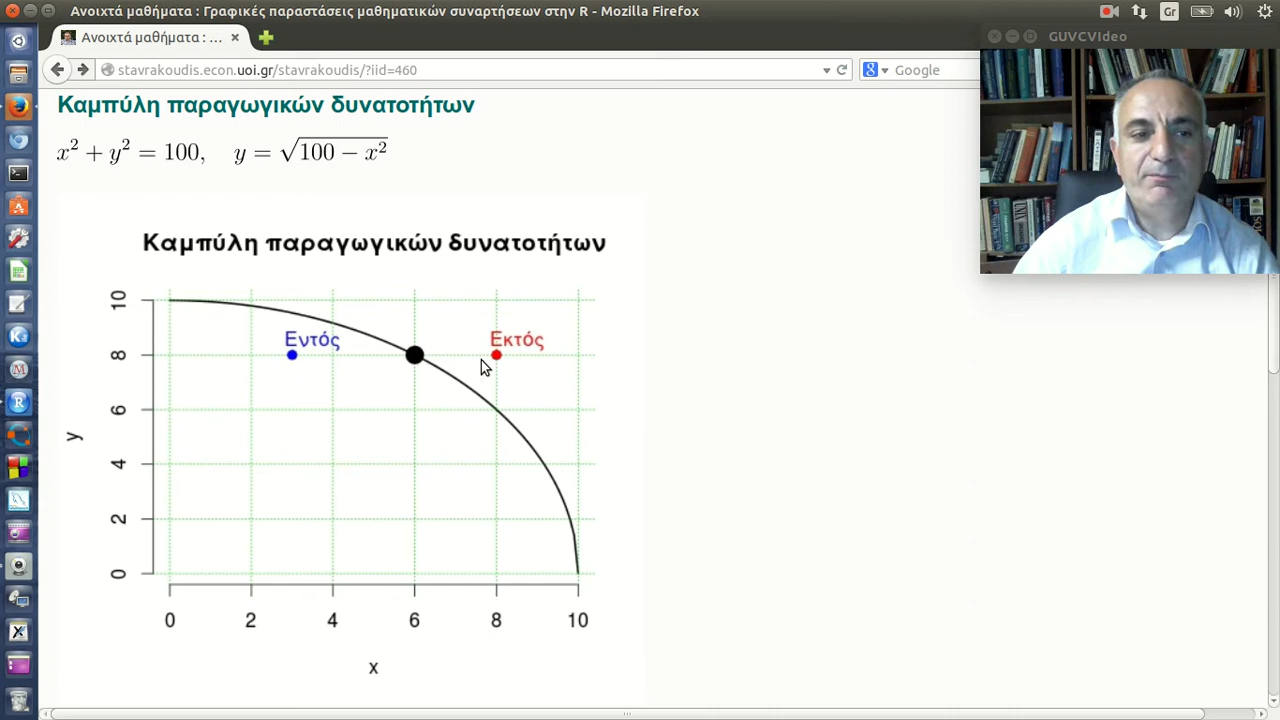 Ανοιχτά μαθήματα : Γραφικές παραστάσεις μαθηματικών συναρτήσεων στην R - Mozilla Firefox
Gr
Ανοιχτά μαθήματα : ...
GUVCVIdeo
stavrakoudis.econ.uoi.gr/stavrakoudis/?iid=460
Google
Καμπύλη παραγωγικών δυνατοτήτων
x² + y² = 100, y = √(100 − x²)
Καμπύλη παραγωγικών δυνατοτήτων
Εντός
Εκτός
10
8
6
4
2
0
y
0 2 4 6 8 10
x